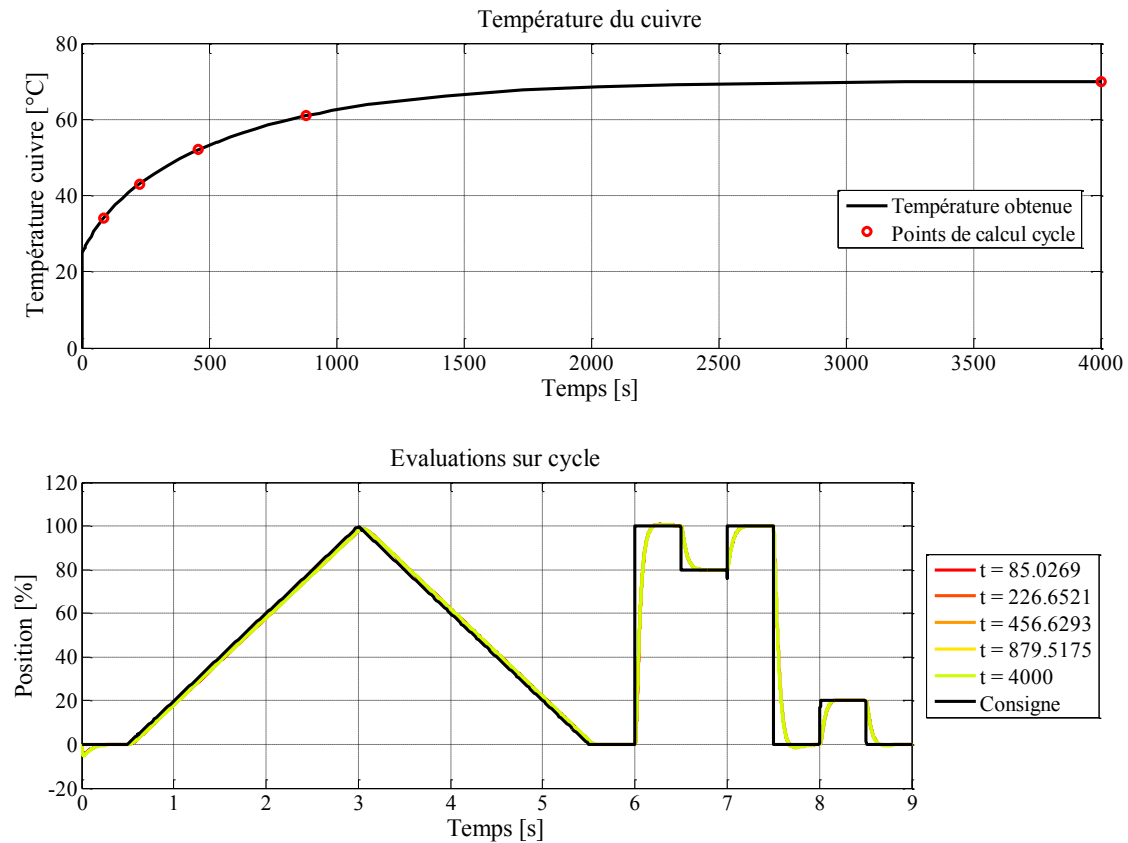 Température du cuivre
Température cuivre [°C]
80
60
40
20
0
0 500 1000 1500 2000 2500 3000 3500 4000
Temps [s]
Température obtenue
Points de calcul cycle
Evaluations sur cycle
Position [%]
120
100
80
60
40
20
0
-20
0 1 2 3 4 5 6 7 8 9
Temps [s]
t = 85.0269
t = 226.6521
t = 456.6293
t = 879.5175
t = 4000
Consigne